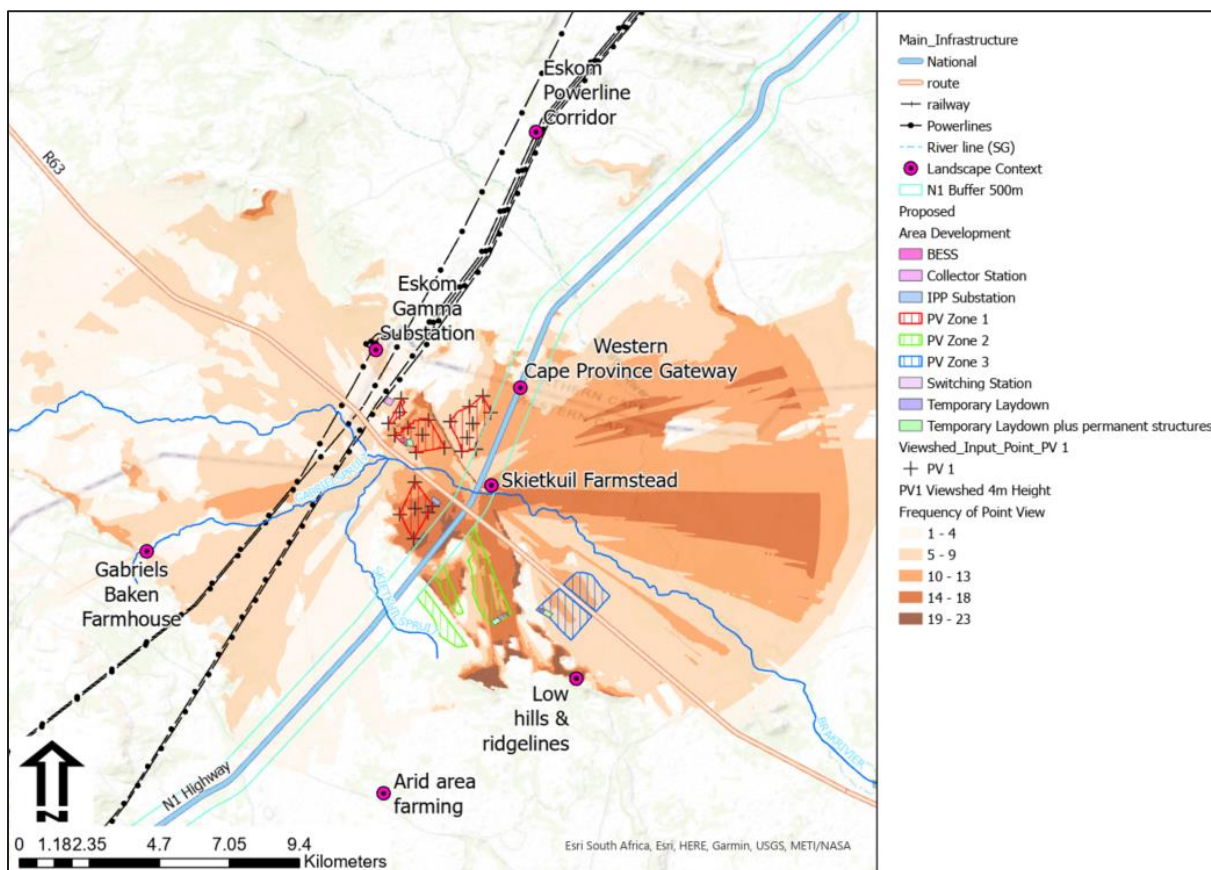 Eskom
Powerline
Corridor
R63
Eskom
Gamma
Substation
Western
Cape Province Gateway
Skietkuil Farmstead
GABRIELSPRUIT
Gabriels
Baken
Farmhouse
SKIETKUILSPRUIT
Low
hills &
ridgelines
BRAKRIVIER
N1 Highway
Arid area
farming
N
0 1.18 2.35 4.7 7.05 9.4
Kilometers
Esri South Africa, Esri, HERE, Garmin, USGS, METI/NASA
Main_Infrastructure
National
route
railway
Powerlines
River line (SG)
Landscape Context
N1 Buffer 500m
Proposed
Area Development
BESS
Collector Station
IPP Substation
PV Zone 1
PV Zone 2
PV Zone 3
Switching Station
Temporary Laydown
Temporary Laydown plus permanent structures
Viewshed_Input_Point_PV 1
PV 1
PV1 Viewshed 4m Height
Frequency of Point View
1 - 4
5 - 9
10 - 13
14 - 18
19 - 23